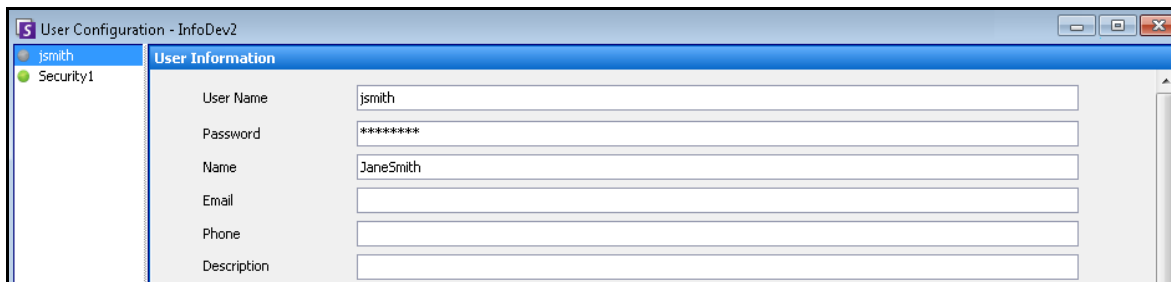 User Configuration - InfoDev2
jsmith
Security1
User Information
User Name jsmith
Password ********
Name JaneSmith
Email
Phone
Description